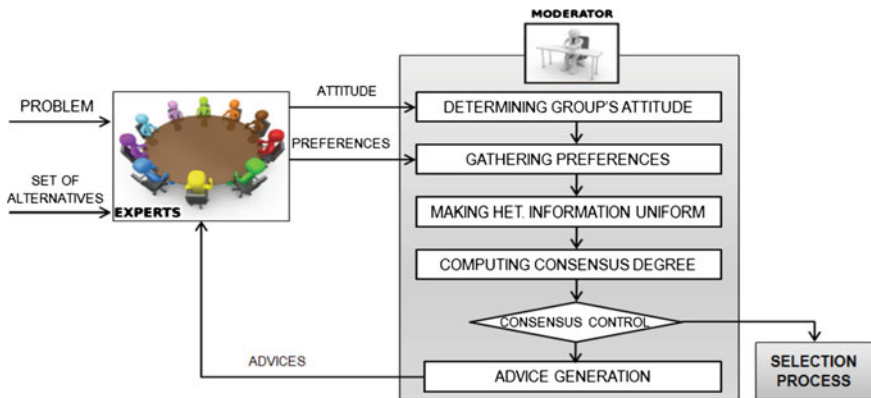 MODERATOR
PROBLEM
SET OF
ALTERNATIVES
EXPERTS
ATTITUDE
PREFERENCES
DETERMINING GROUP'S ATTITUDE
GATHERING PREFERENCES
MAKING HET. INFORMATION UNIFORM
COMPUTING CONSENSUS DEGREE
CONSENSUS CONTROL
ADVICES
ADVICE GENERATION
SELECTION
PROCESS